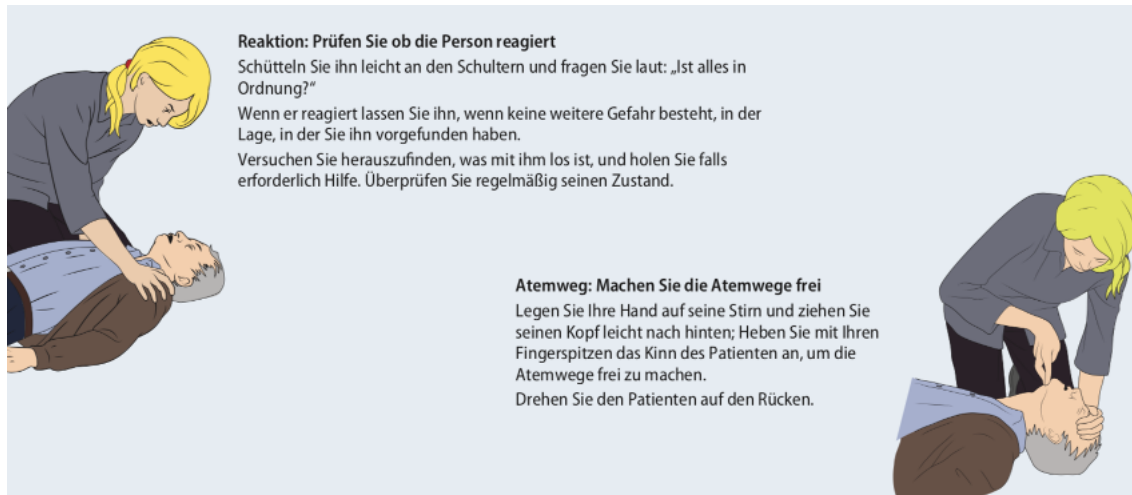 Reaktion: Prüfen Sie ob die Person reagiert
Schütteln Sie ihn leicht an den Schultern und fragen Sie laut: „Ist alles in
Ordnung?“
Wenn er reagiert lassen Sie ihn, wenn keine weitere Gefahr besteht, in der
Lage, in der Sie ihn vorgefunden haben.
Versuchen Sie herauszufinden, was mit ihm los ist, und holen Sie falls
erforderlich Hilfe. Überprüfen Sie regelmäßig seinen Zustand.
Atemweg: Machen Sie die Atemwege frei
Legen Sie Ihre Hand auf seine Stirn und ziehen Sie
seinen Kopf leicht nach hinten; Heben Sie mit Ihren
Fingerspitzen das Kinn des Patienten an, um die
Atemwege frei zu machen.
Drehen Sie den Patienten auf den Rücken.